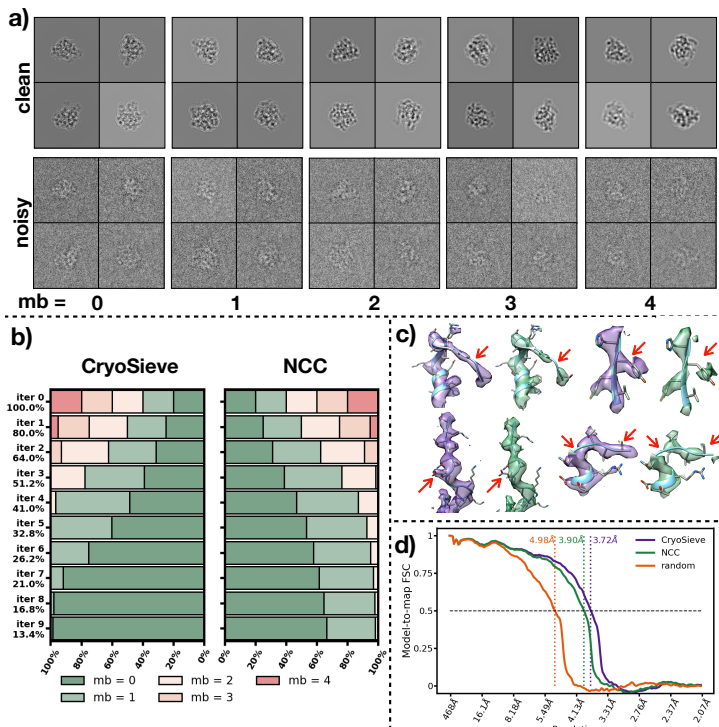 a)
clean
noisy
mb = 0 1 2 3 4
b)
CryoSieve NCC
iter 0
100.0%
iter 1
80.0%
iter 2
64.0%
iter 3
51.2%
iter 4
41.0%
iter 5
32.8%
iter 6
26.2%
iter 7
21.0%
iter 8
16.8%
iter 9
13.4%
100% 80% 60% 40% 20% 0% 0% 20% 40% 60% 80% 100%
mb = 0 mb = 2 mb = 4
mb = 1 mb = 3
c)
d)
4.98Å 3.90Å 3.72Å
CryoSieve
NCC
random
Model-to-map FSC
1
0.75
0.5
0.25
0
468Å 16.1Å 8.18Å 5.49Å 4.13Å 3.31Å 2.76Å 2.37Å 2.07Å